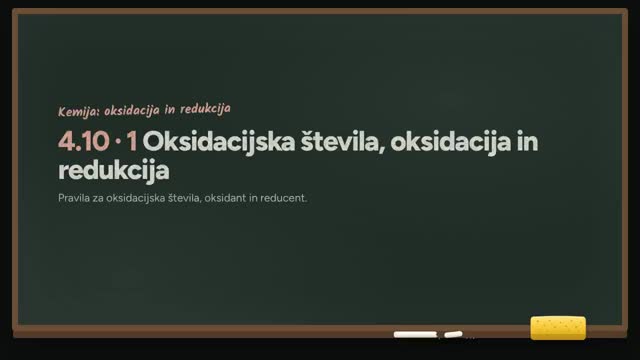 Kemija: oksidacija in redukcija
4.10 · 1 Oksidacijska števila, oksidacija in
redukcija
Pravila za oksidacijska števila, oksidant in reducent.